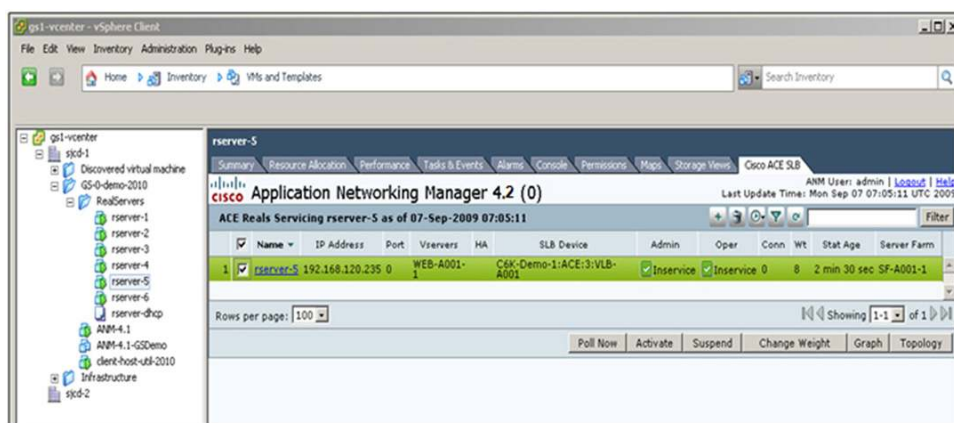 gs1-vcenter - vSphere Client
File Edit View Inventory Administration Plug-ins Help
Home Inventory VMs and Templates Search Inventory
gs1-vcenter
sjcd-1
Discovered virtual machine
GS-0-demo-2010
RealServers
rserver-1
rserver-2
rserver-3
rserver-4
rserver-5
rserver-6
rserver-dhcp
ANM-4.1
ANM-4.1-GSDemo
client-host-util-2010
Infrastructure
sjcd-2
rserver-5
Summary Resource Allocation Performance Tasks & Events Alarms Console Permissions Maps Storage Views Cisco ACE SLB
CISCO Application Networking Manager 4.2 (0)
ANM User: admin | Logout | Help
Last Update Time: Mon Sep 07 07:05:11 UTC 2009
ACE Reals Servicing rserver-5 as of 07-Sep-2009 07:05:11 Filter
Name IP Address Port Vservers HA SLB Device Admin Oper Conn Wt Stat Age Server Farm
1 rserver-5 192.168.120.235 0 WEB-A001-1 C6K-Demo-1:ACE:3:VLB-A001 Inservice Inservice 0 8 2 min 30 sec SF-A001-1
Rows per page: 100 Showing 1-1 of 1
Poll Now Activate Suspend Change Weight Graph Topology